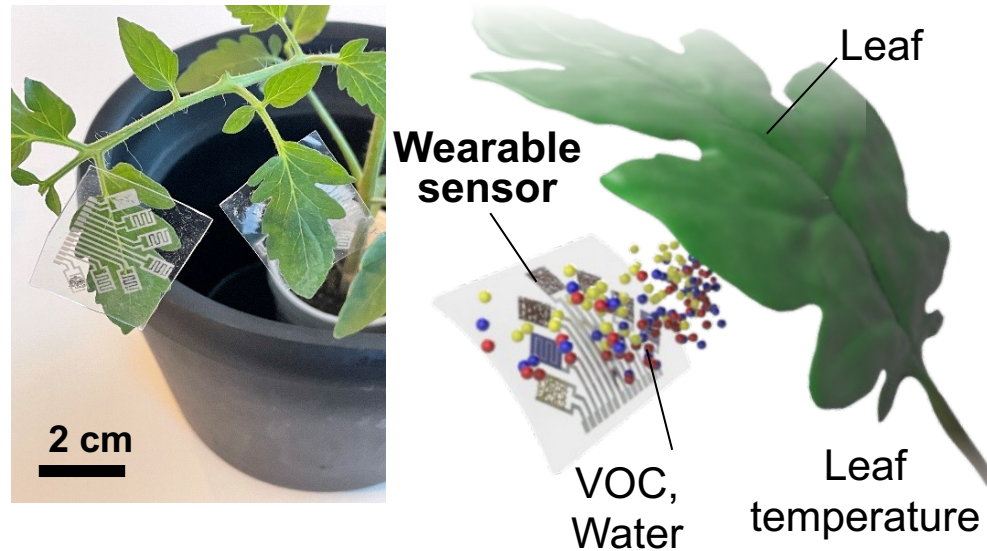 Leaf
Wearable
sensor
2 cm
VOC,
Water
Leaf
temperature